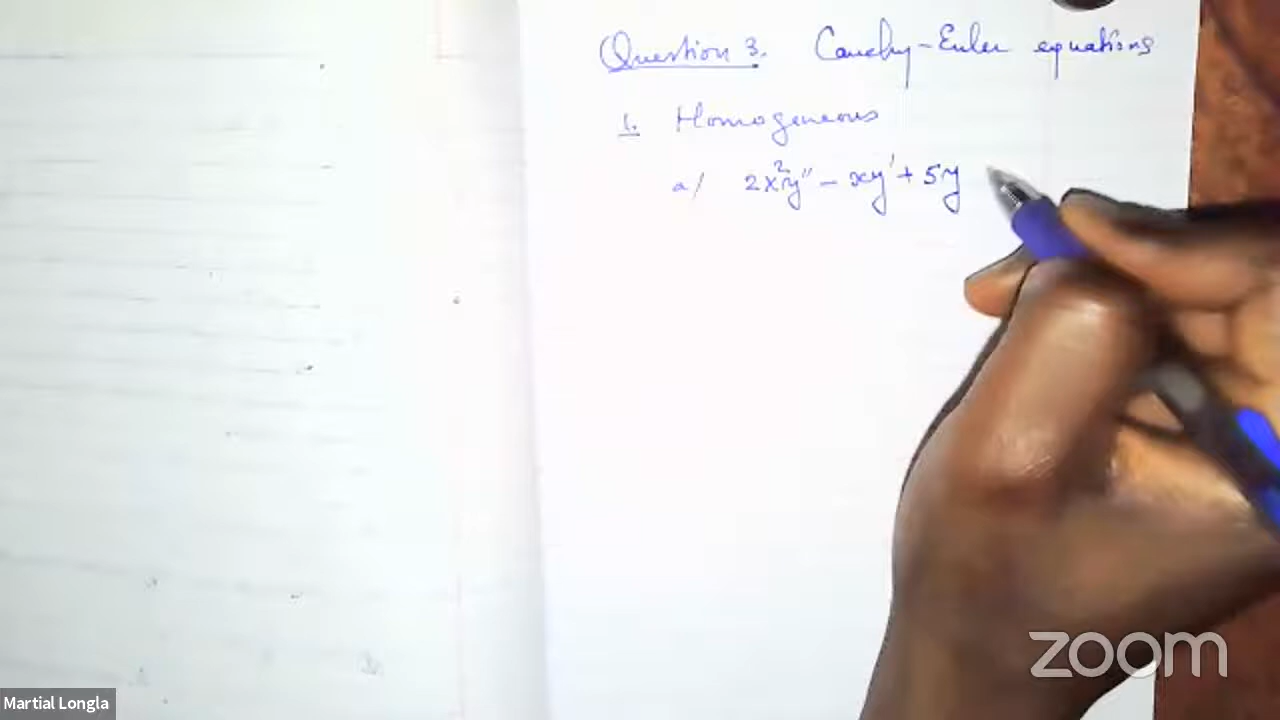 Question 3. Cauchy-Euler equations
1. Homogeneous
a/ 2x²y'' - xy' + 5y
zoom
Martial Longla